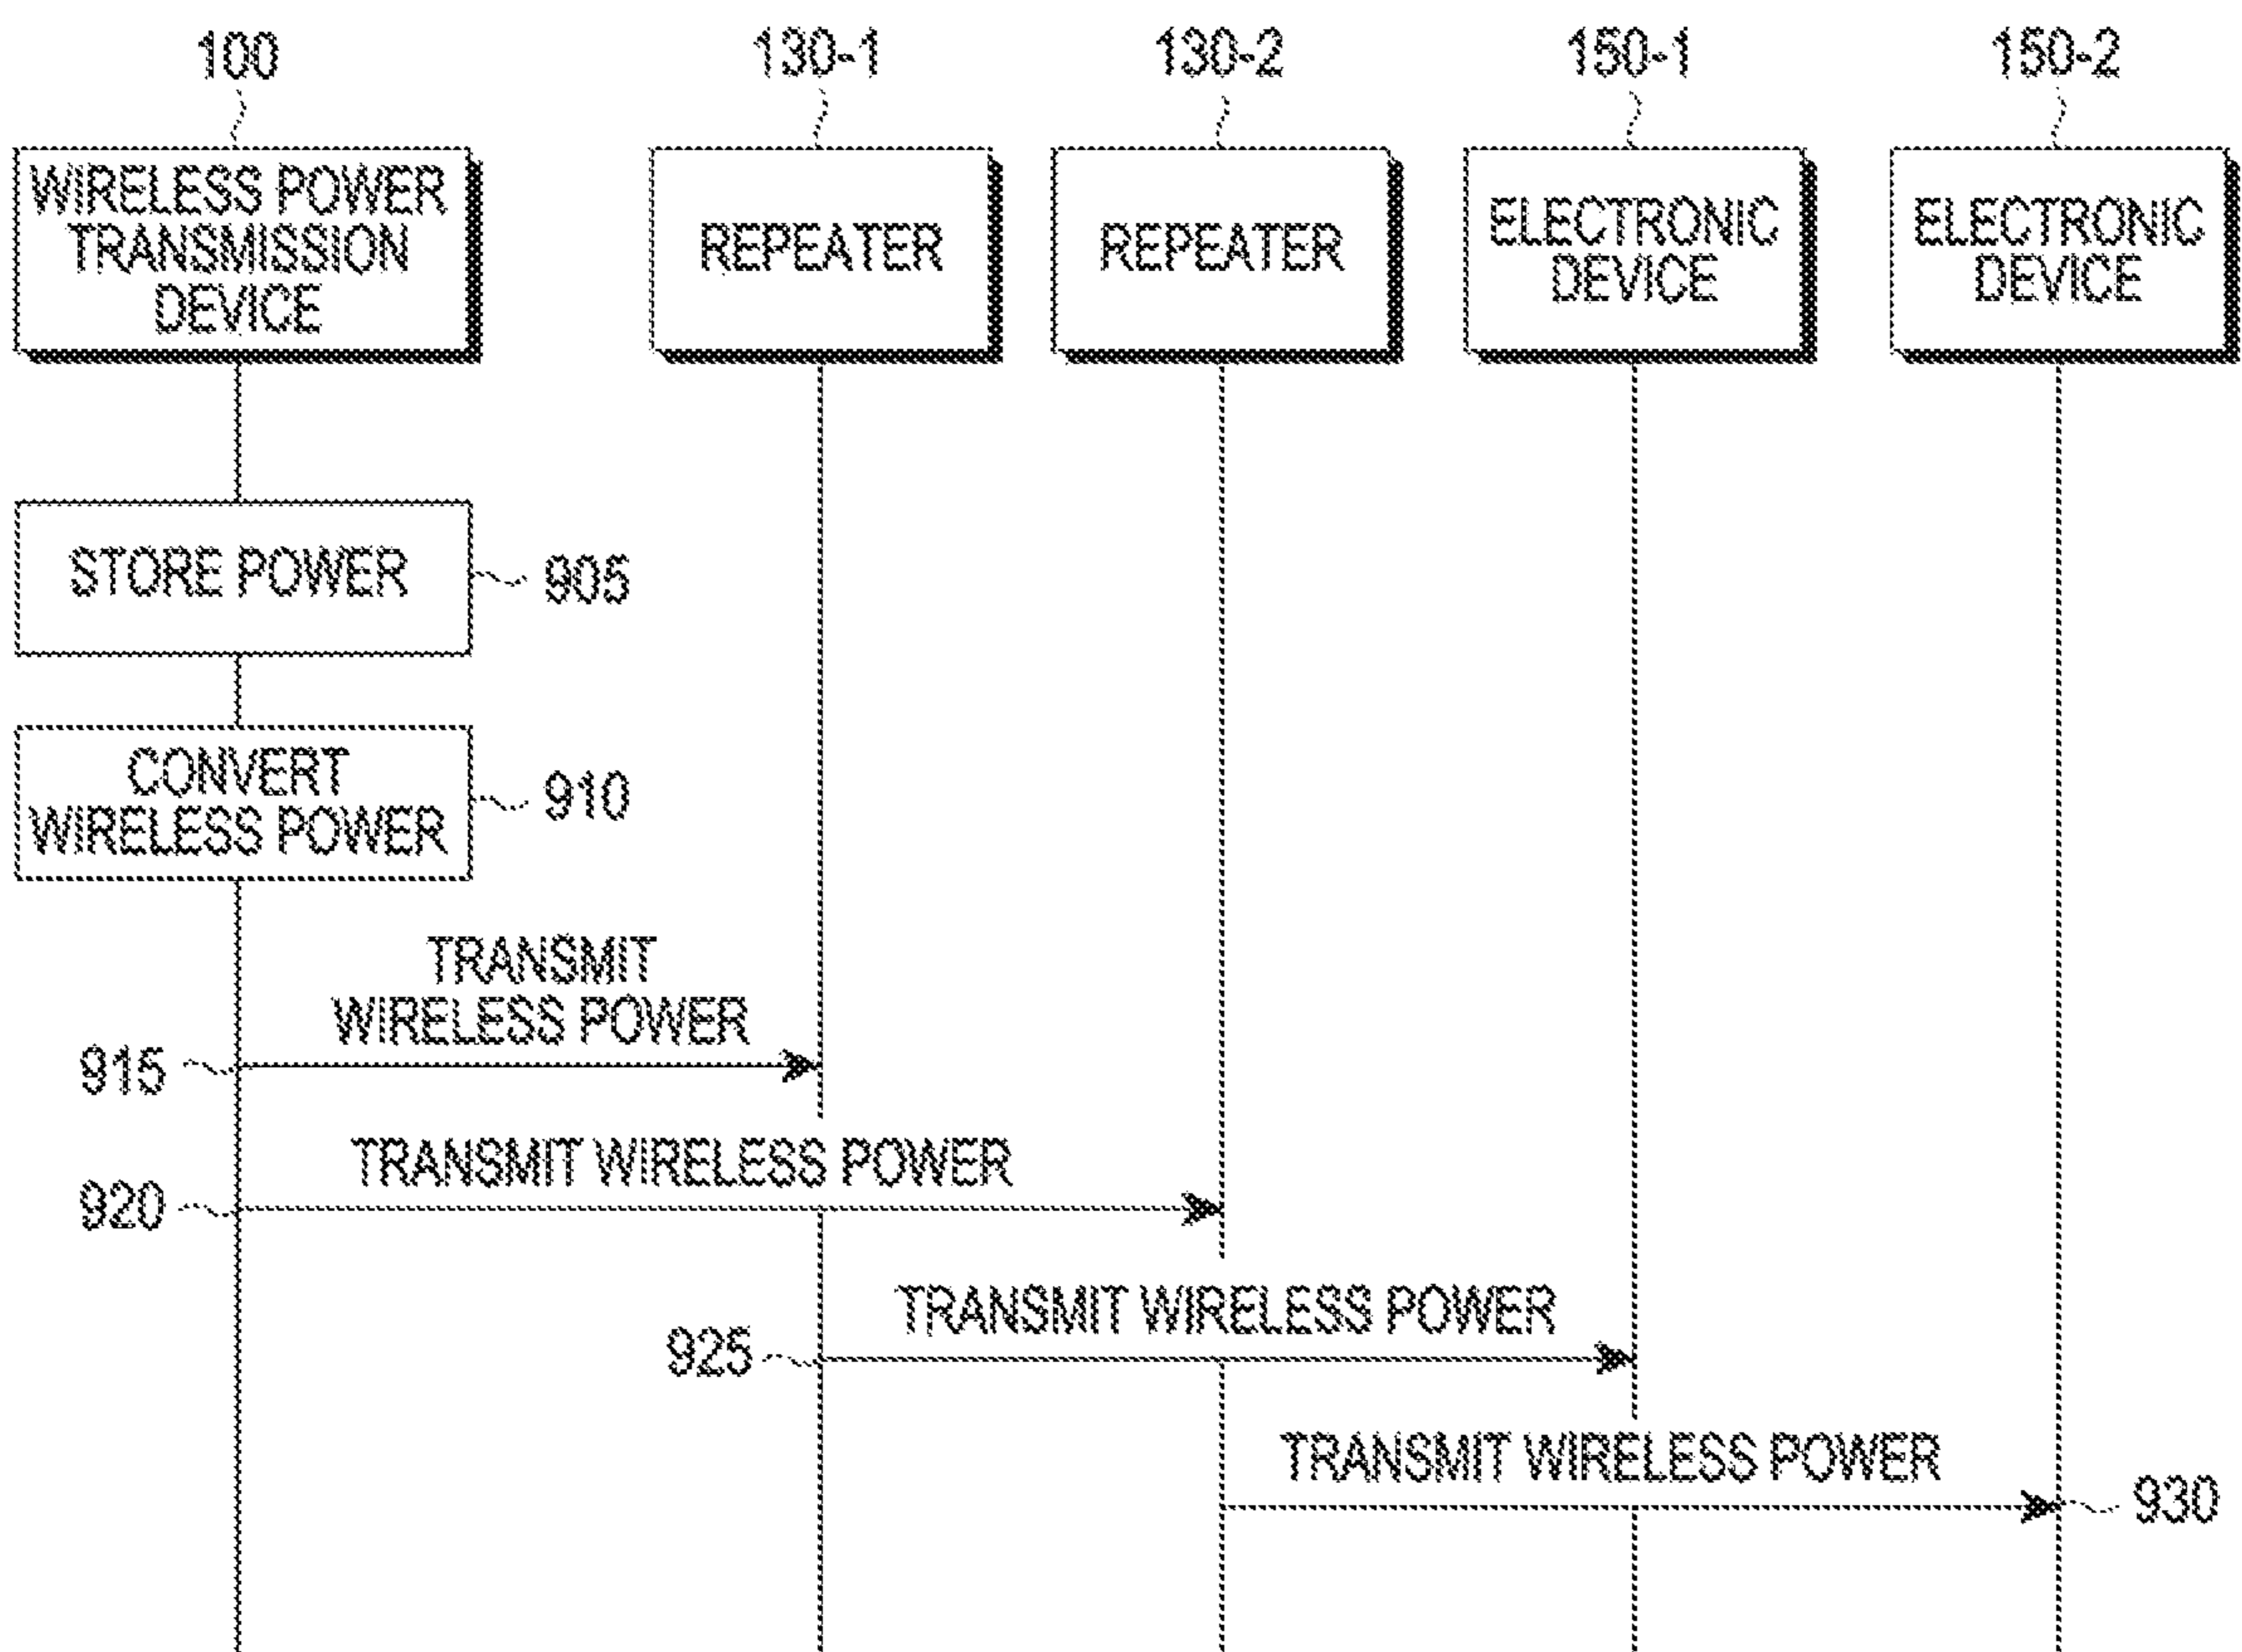 100
130-1
130-2
150-1
150-2
WIRELESS POWER
TRANSMISSION
DEVICE
REPEATER
REPEATER
ELECTRONIC
DEVICE
ELECTRONIC
DEVICE
STORE POWER
905
CONVERT
WIRELESS POWER
910
TRANSMIT
WIRELESS POWER
915
TRANSMIT WIRELESS POWER
920
TRANSMIT WIRELESS POWER
925
TRANSMIT WIRELESS POWER
930